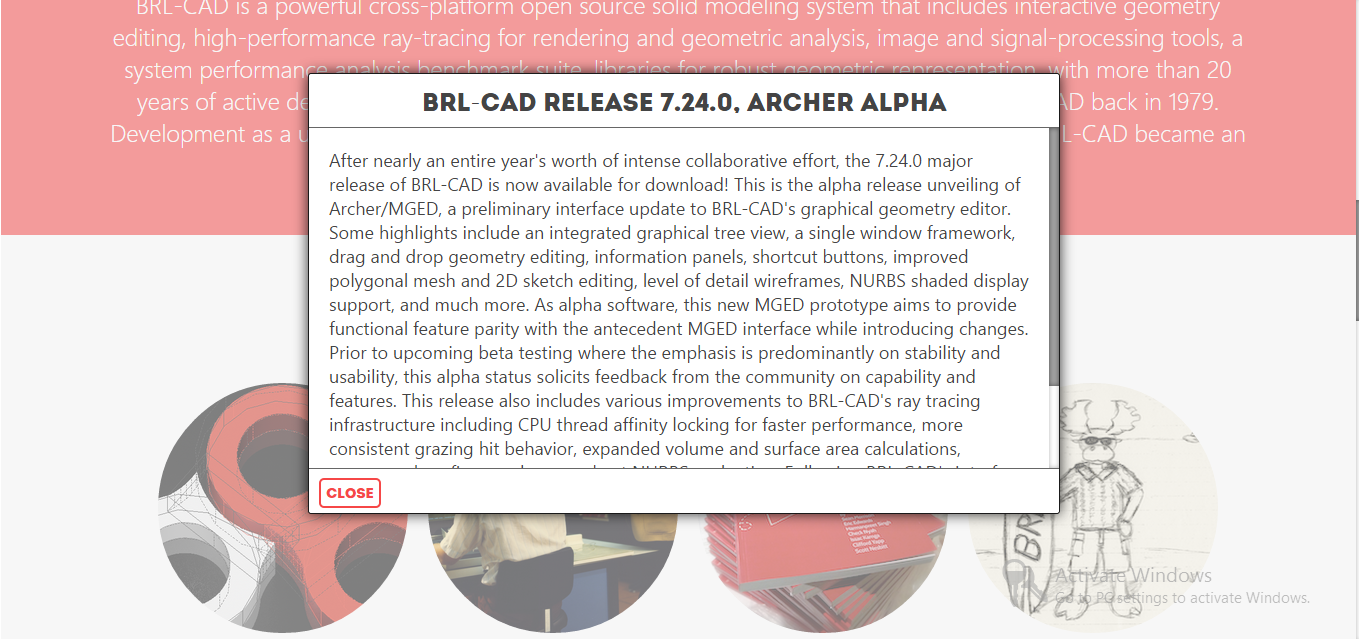 BRL-CAD is a powerful cross-platform open source solid modeling system that includes interactive geometry
editing, high-performance ray-tracing for rendering and geometric analysis, image and signal-processing tools, a
system performance analysis benchmark suite, libraries for robust geometric representation, with more than 20
years of active AD back in 1979.
Development as a L-CAD became an
BRL-CAD RELEASE 7.24.0, ARCHER ALPHA
After nearly an entire year's worth of intense collaborative effort, the 7.24.0 major
release of BRL-CAD is now available for download! This is the alpha release unveiling of
Archer/MGED, a preliminary interface update to BRL-CAD's graphical geometry editor.
Some highlights include an integrated graphical tree view, a single window framework,
drag and drop geometry editing, information panels, shortcut buttons, improved
polygonal mesh and 2D sketch editing, level of detail wireframes, NURBS shaded display
support, and much more. As alpha software, this new MGED prototype aims to provide
functional feature parity with the antecedent MGED interface while introducing changes.
Prior to upcoming beta testing where the emphasis is predominantly on stability and
usability, this alpha status solicits feedback from the community on capability and
features. This release also includes various improvements to BRL-CAD's ray tracing
infrastructure including CPU thread affinity locking for faster performance, more
consistent grazing hit behavior, expanded volume and surface area calculations,
CLOSE
Activate Windows
Go to PC settings to activate Windows.